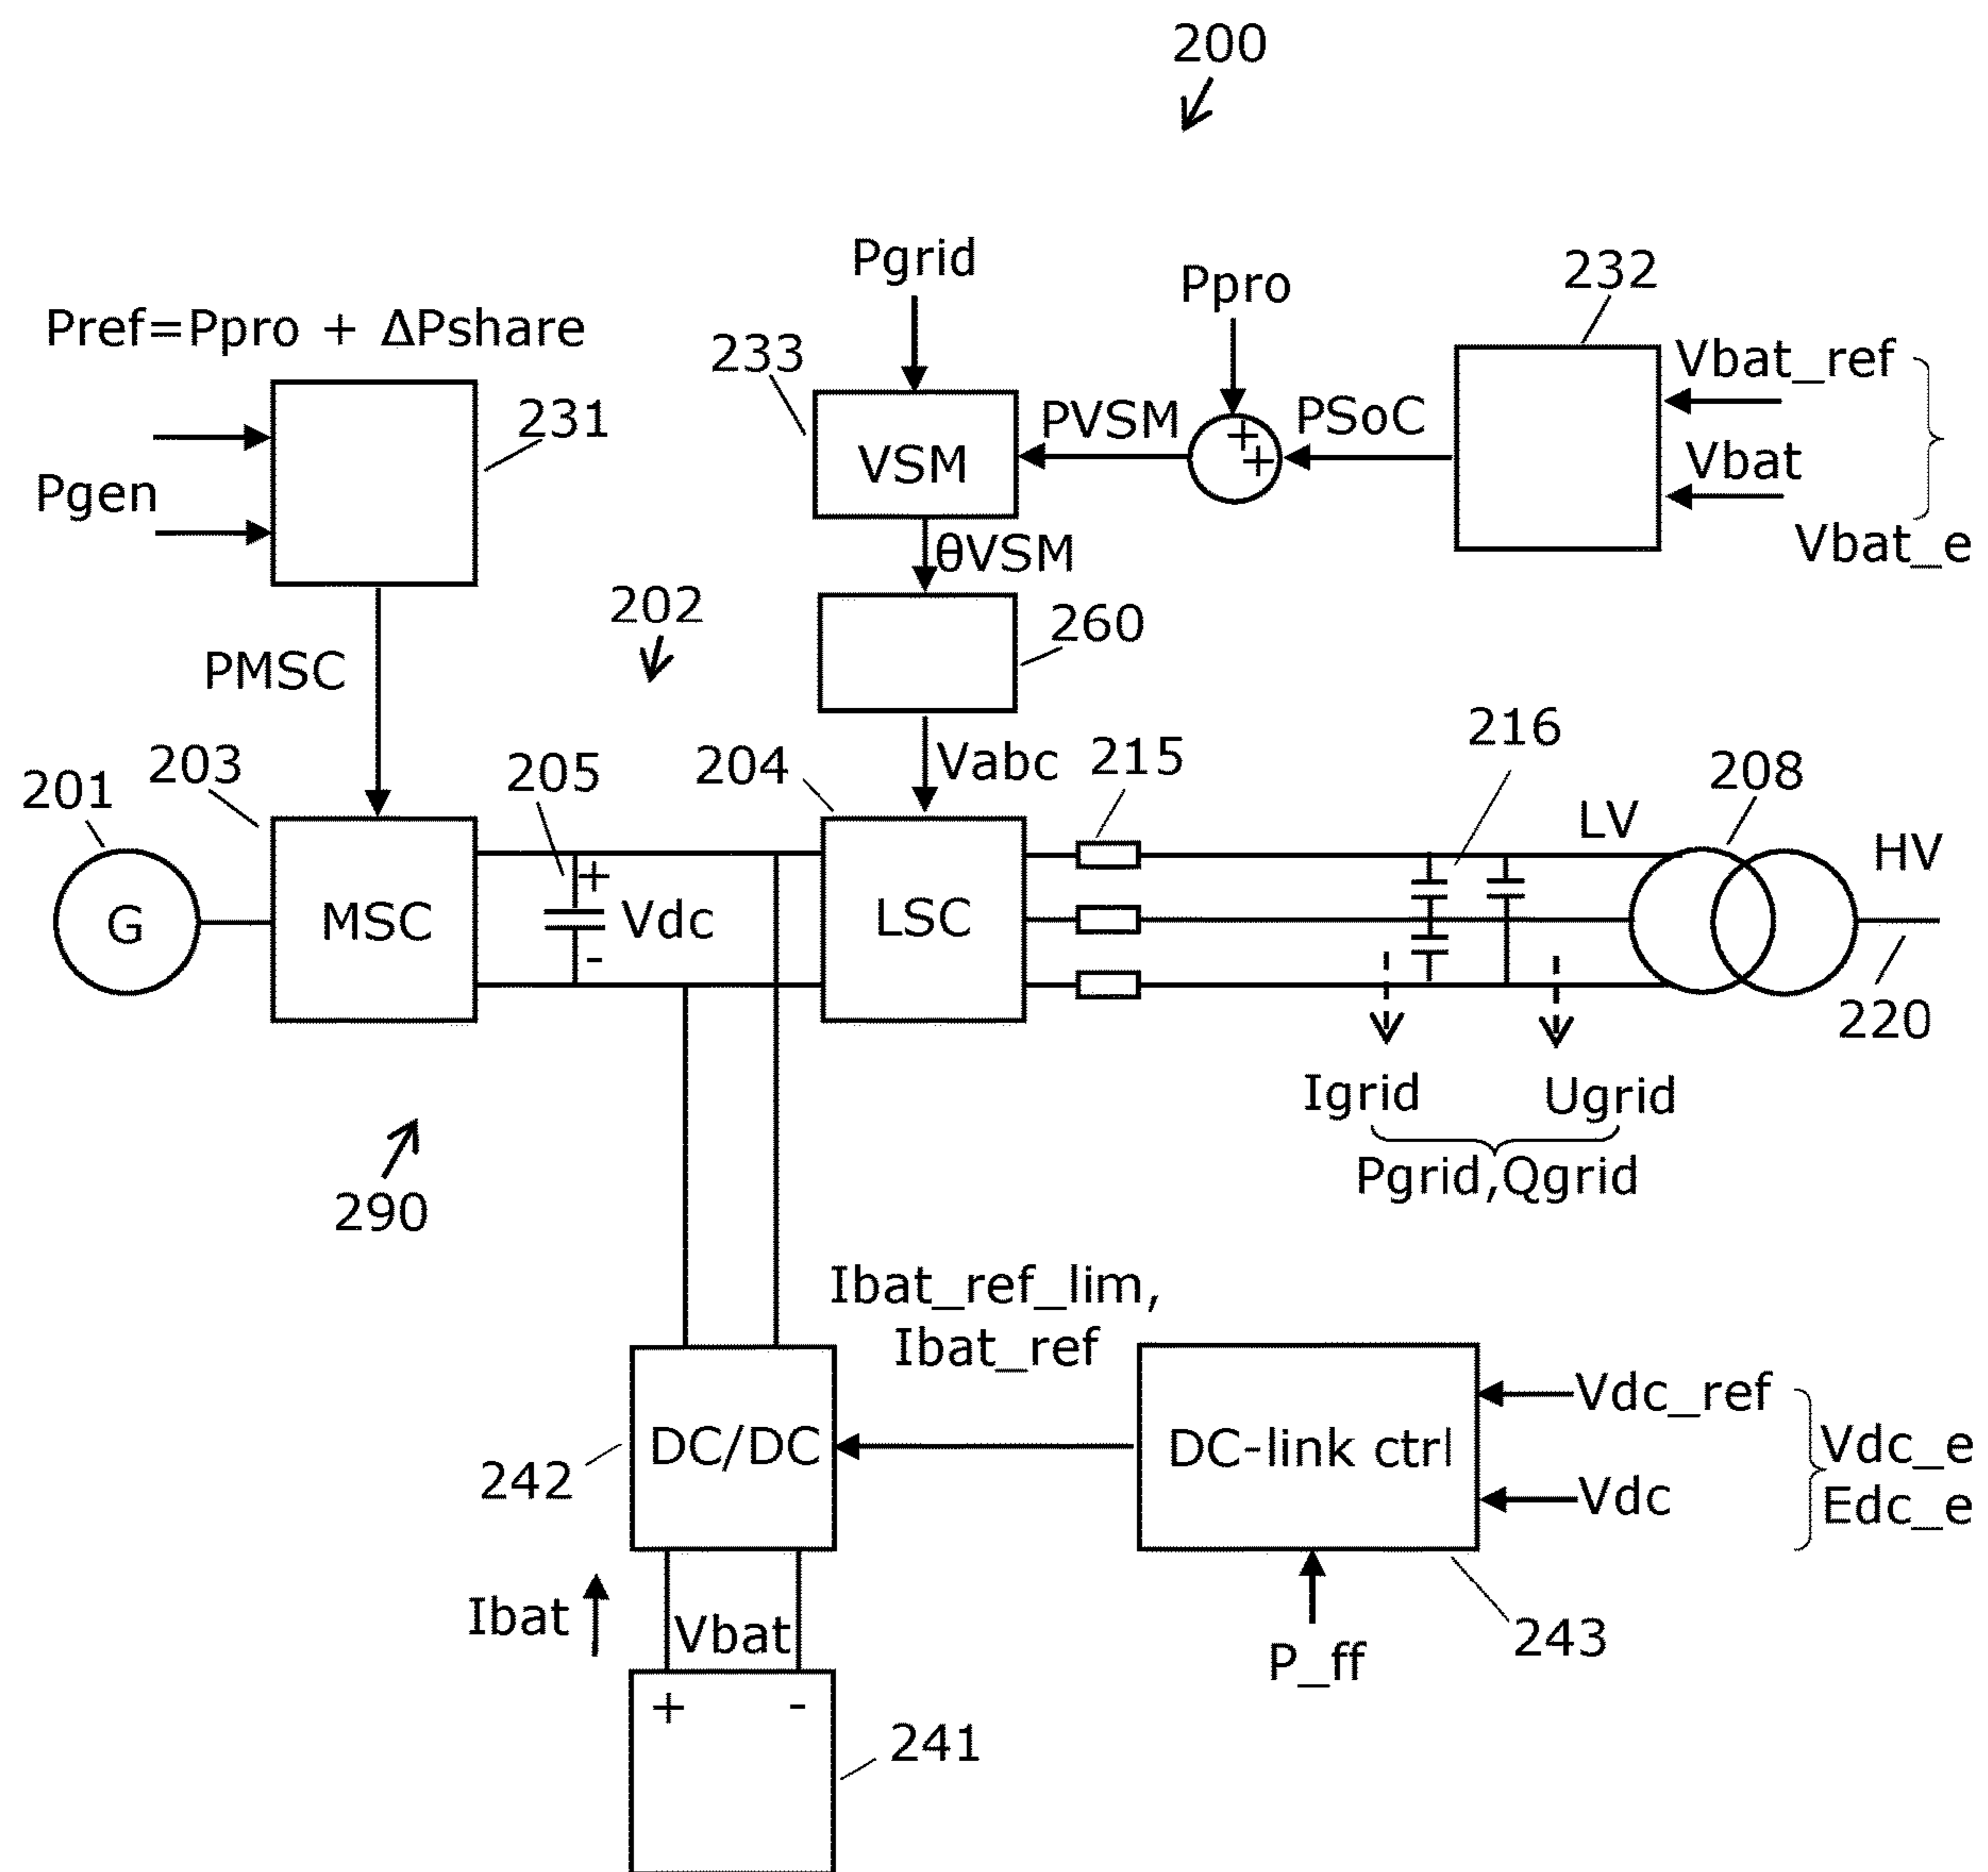 200
Pgrid
Ppro
232
Pref=Ppro + ΔPshare
233
Vbat_ref
231
PVSM
+
+
PSoC
VSM
Vbat
Pgen
θVSM
Vbat_e
202
260
PMSC
216
203
205
204
Vabc
215
208
201
LV
HV
+
G
MSC
Vdc
LSC
-
220
Igrid
Ugrid
290
Pgrid,Qgrid
Ibat_ref_lim,
Ibat_ref
Vdc_ref
DC/DC
DC-link ctrl
Vdc_e
242
Vdc
Edc_e
Ibat
Vbat
243
P_ff
+
-
241